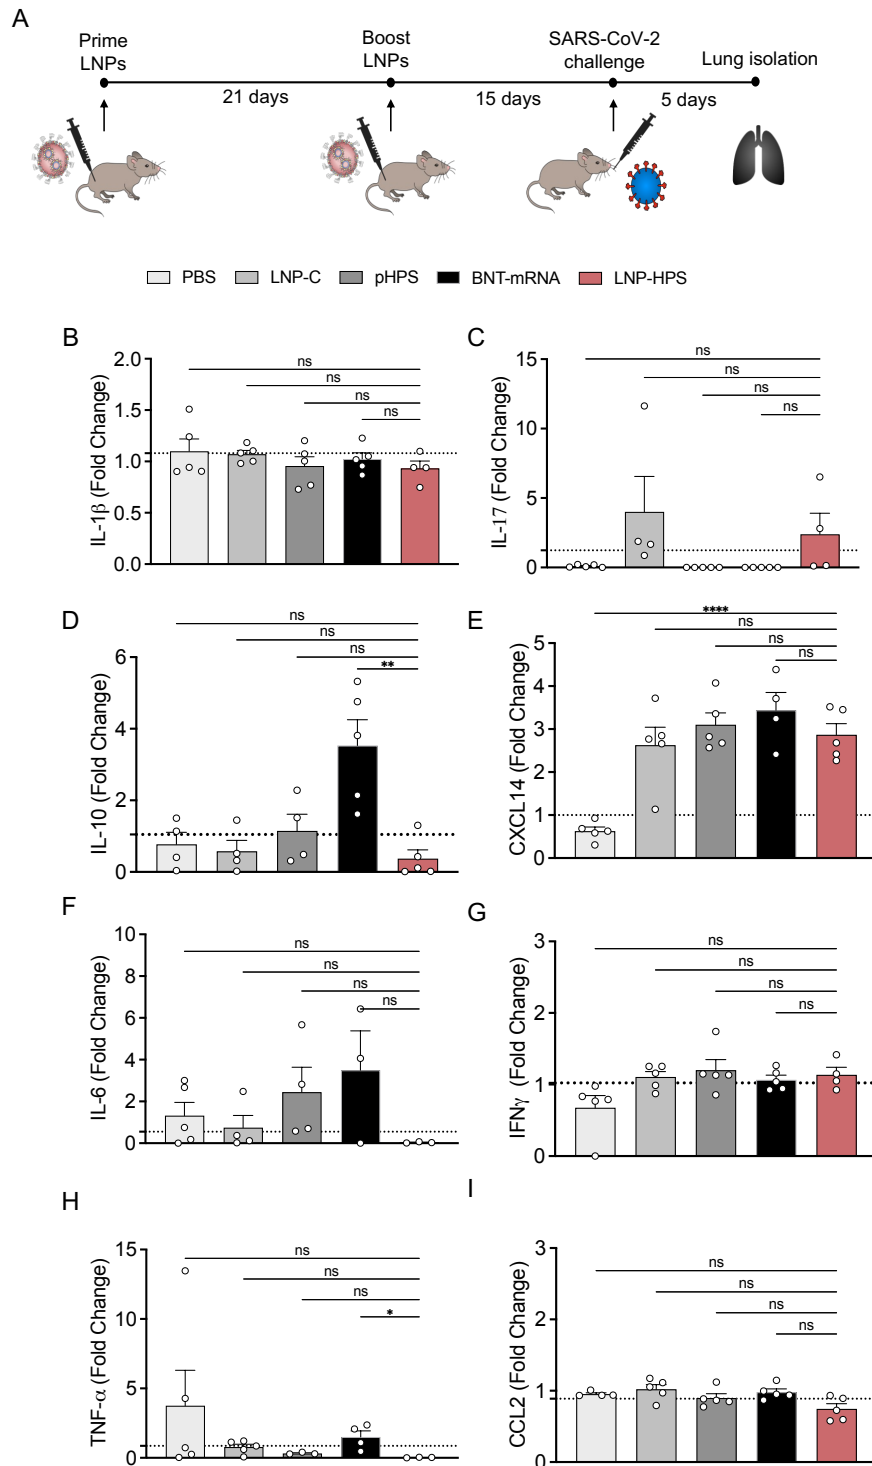 A
Prime
LNPs
Boost
LNPs
SARS-CoV-2
challenge
Lung isolation
21 days
15 days
5 days
PBS
LNP-C
pHPS
BNT-mRNA
LNP-HPS
B
IL-1β (Fold Change)
2.0
1.5
1.0
0.5
0.0
ns
ns
ns
ns
C
IL-17 (Fold Change)
15
10
5
0
ns
ns
ns
ns
D
IL-10 (Fold Change)
6
4
2
0
ns
ns
ns
**
E
CXCL14 (Fold Change)
5
4
3
2
1
0
****
ns
ns
ns
F
IL-6 (Fold Change)
10
8
6
4
2
0
ns
ns
ns
ns
G
IFNγ (Fold Change)
3
2
1
0
ns
ns
ns
ns
H
TNF-α (Fold Change)
15
10
5
0
ns
ns
ns
*
I
CCL2 (Fold Change)
3
2
1
0
ns
ns
ns
ns